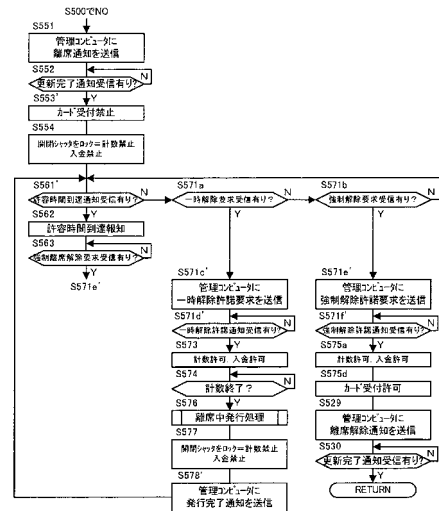 S500でNO
S551
管理コンピュータに
離席通知を送信
S552
更新完了通知受信有り?
N
Y
S553'
カード受付禁止
S554
開閉シャッタをロック=計数禁止
入金禁止
S561'
許容時間到達通知受信有り?
N
Y
S562
許容時間到達報知
S563
強制離席解除要求受信有り?
N
Y
S571e'
S571a
一時解除要求受信有り?
N
Y
S571c'
管理コンピュータに
一時解除許諾要求を送信
S571d'
一時解除許諾通知受信有り?
N
Y
S573
計数許可、入金許可
S574
計数終了?
N
Y
S576
離席中発行処理
S577
開閉シャッタをロック=計数禁止
入金禁止
S578'
管理コンピュータに
発行完了通知を送信
S571b
強制解除要求受信有り?
N
Y
S571e'
管理コンピュータに
強制解除許諾要求を送信
S571f'
強制解除許諾通知受信有り?
N
Y
S575a
計数許可、入金許可
S575d
カード受付許可
S529
管理コンピュータに
離席解除通知を送信
S530
更新完了通知受信有り?
N
Y
RETURN